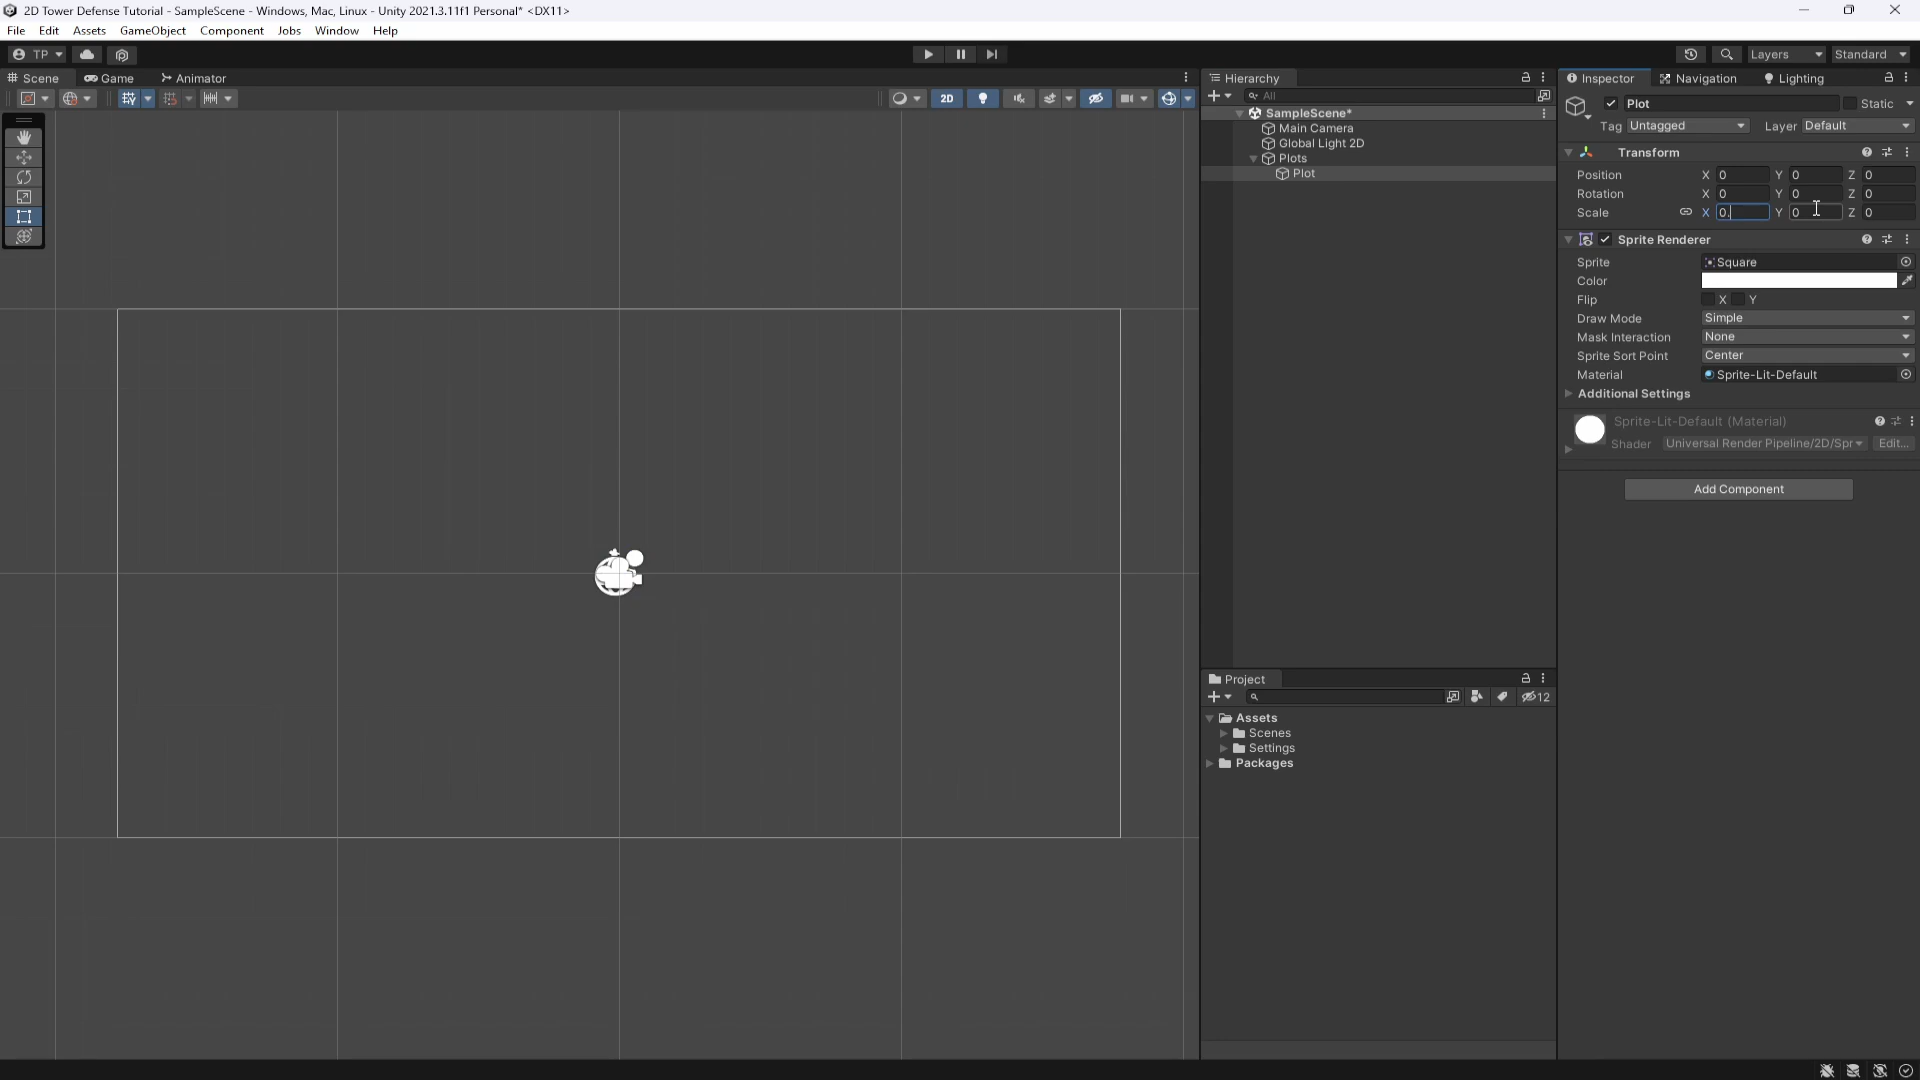 2D Tower Defense Tutorial - SampleScene - Windows, Mac, Linux - Unity 2021.3.11f1 Personal* <DX11>
File Edit Assets GameObject Component Jobs Window Help
TP Layers Standard
Scene Game Animator
2D
Hierarchy
All
SampleScene*
Main Camera
Global Light 2D
Plots
Plot
Project
12
Assets
Scenes
Settings
Packages
Inspector Navigation Lighting
Plot Static
Tag Untagged Layer Default
Transform
Position X 0 Y 0 Z 0
Rotation X 0 Y 0 Z 0
Scale X 0. Y 0 Z 0
Sprite Renderer
Sprite Square
Color
Flip X Y
Draw Mode Simple
Mask Interaction None
Sprite Sort Point Center
Material Sprite-Lit-Default
Additional Settings
Sprite-Lit-Default (Material)
Shader Universal Render Pipeline/2D/Spr Edit...
Add Component